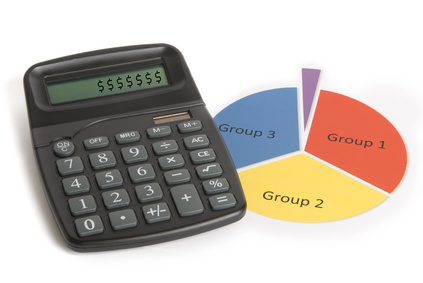 $$$$$$$
ON C OFF MRC M− M+
7 8 9 ÷ AC
4 5 6 × CE
1 2 3 − √
0 • +/− + = %
Group 3
Group 1
Group 2